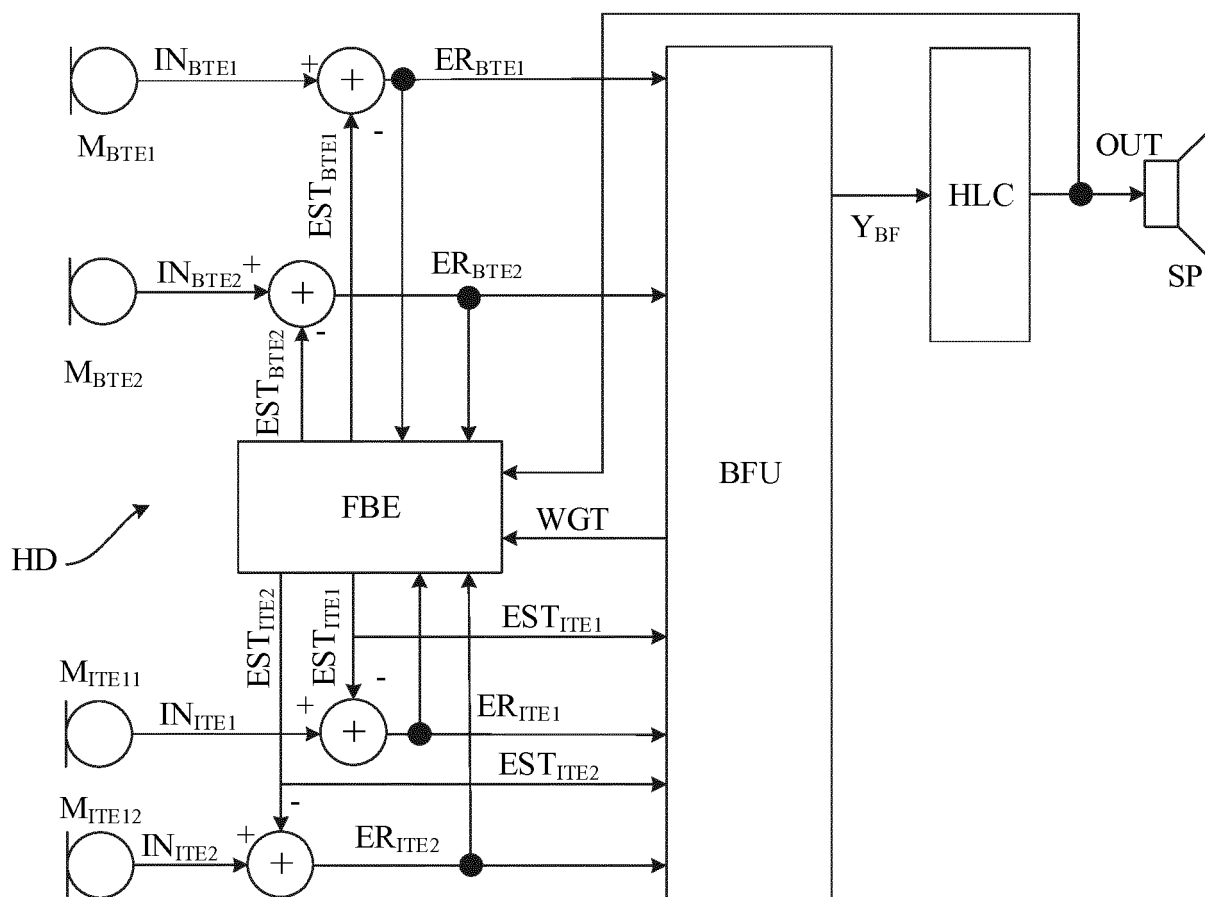 IN_BTE1
+
+
ER_BTE1
M_BTE1
-
EST_BTE1
OUT
HLC
Y_BF
SP
IN_BTE2
+
+
ER_BTE2
M_BTE2
-
EST_BTE2
BFU
FBE
WGT
HD
EST_ITE2
EST_ITE1
EST_ITE1
M_ITE11
-
IN_ITE1
+
+
ER_ITE1
EST_ITE2
M_ITE12
-
IN_ITE2
+
+
ER_ITE2